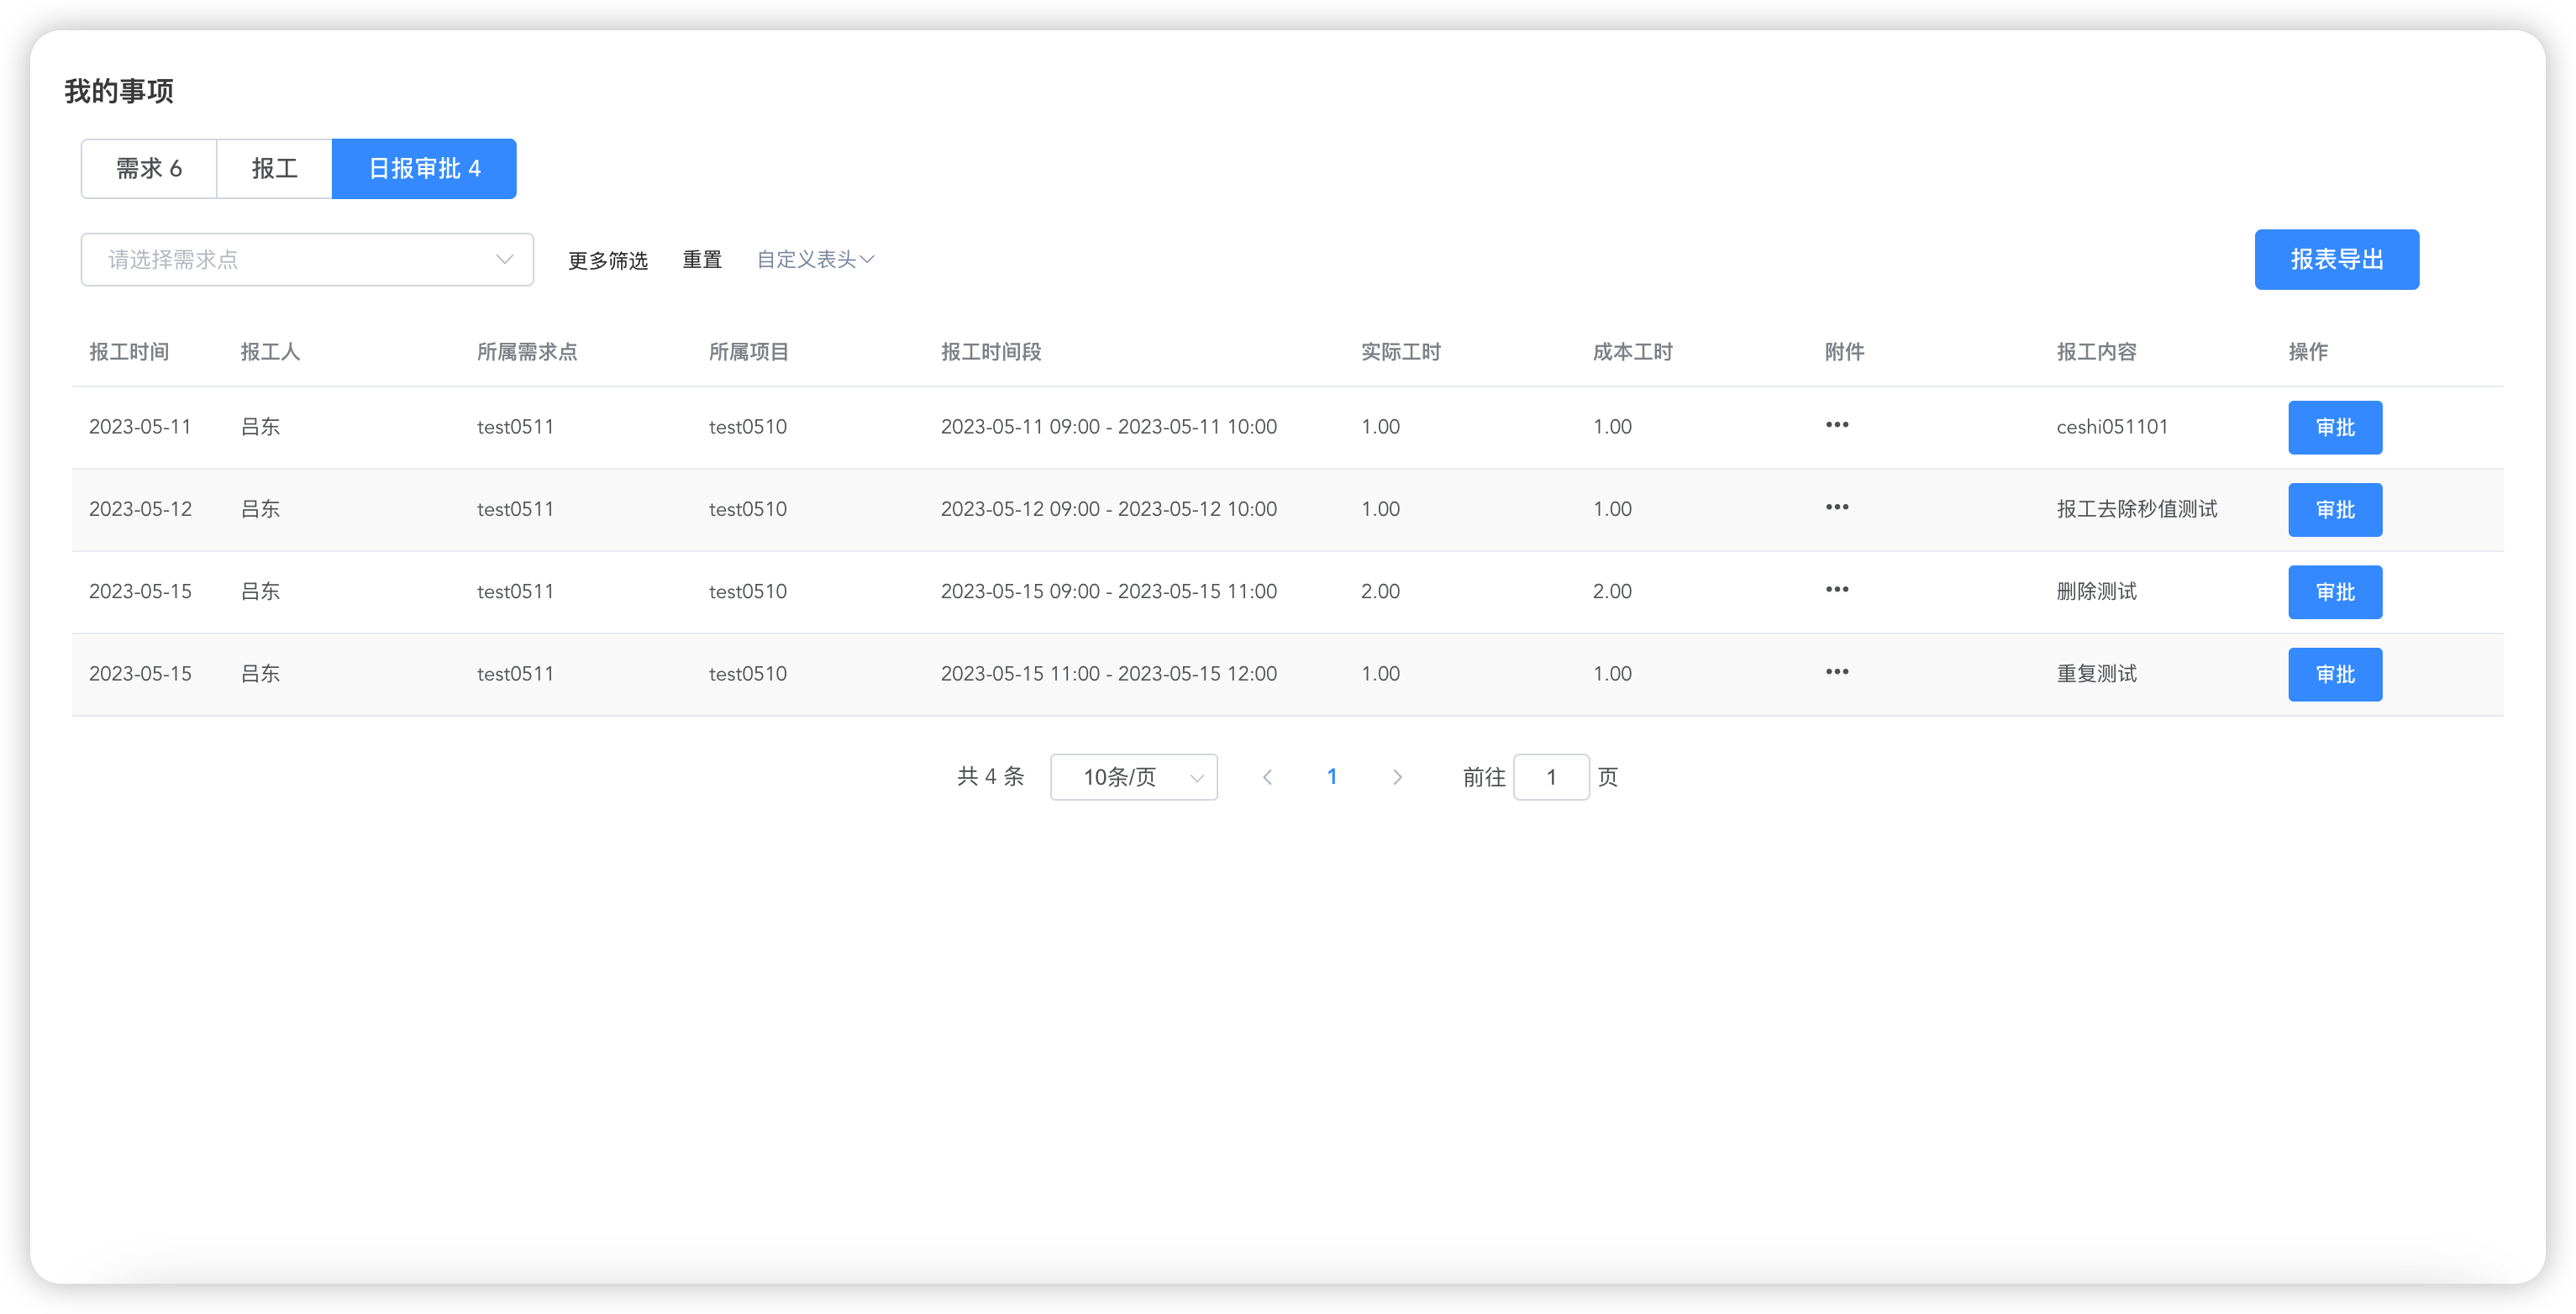 我的事项
需求 6 报工 日报审批 4
请选择需求点 更多筛选 重置 自定义表头 报表导出
报工时间 报工人 所属需求点 所属项目 报工时间段 实际工时 成本工时 附件 报工内容 操作
2023-05-11 吕东 test0511 test0510 2023-05-11 09:00 - 2023-05-11 10:00 1.00 1.00 ••• ceshi051101 审批
2023-05-12 吕东 test0511 test0510 2023-05-12 09:00 - 2023-05-12 10:00 1.00 1.00 ••• 报工去除秒值测试 审批
2023-05-15 吕东 test0511 test0510 2023-05-15 09:00 - 2023-05-15 11:00 2.00 2.00 ••• 删除测试 审批
2023-05-15 吕东 test0511 test0510 2023-05-15 11:00 - 2023-05-15 12:00 1.00 1.00 ••• 重复测试 审批
共 4 条 10条/页 1 前往 1 页